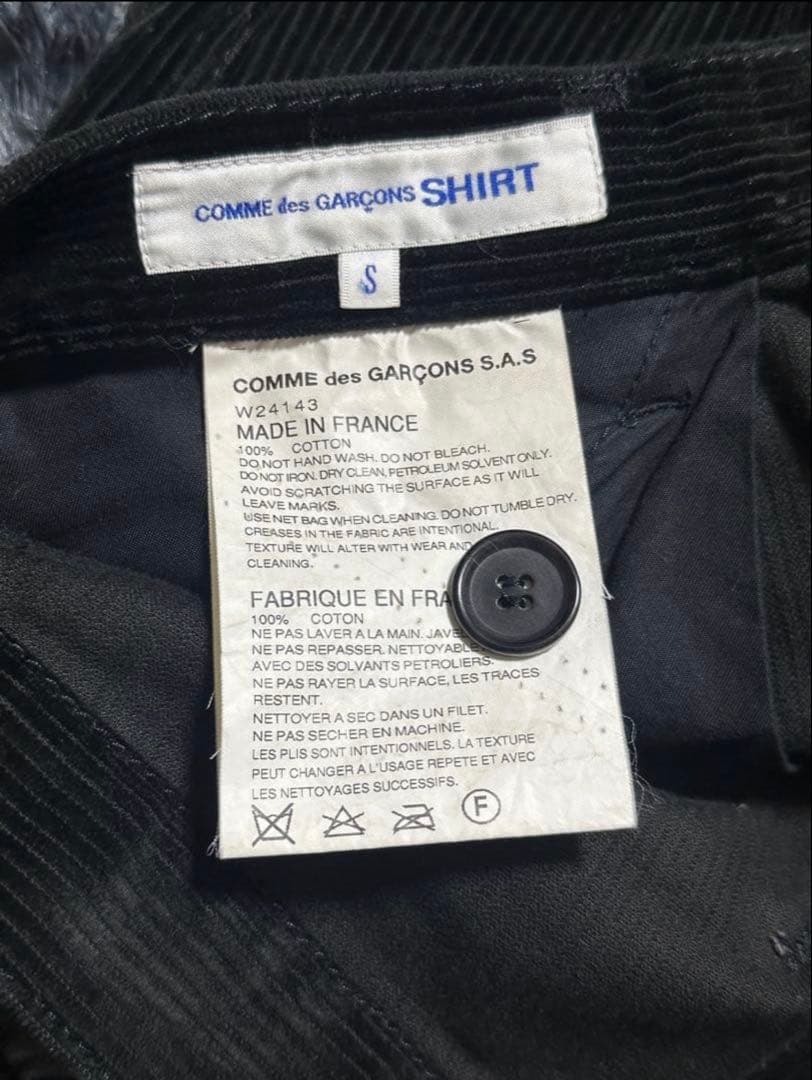 COMME des GARÇONS SHIRT
S
COMME des GARÇONS S.A.S
W24143
MADE IN FRANCE
100% COTTON
DO NOT HAND WASH. DO NOT BLEACH.
DO NOT IRON. DRY CLEAN, PETROLEUM SOLVENT ONLY.
AVOID SCRATCHING THE SURFACE AS IT WILL
LEAVE MARKS.
USE NET BAG WHEN CLEANING. DO NOT TUMBLE DRY.
CREASES IN THE FABRIC ARE INTENTIONAL.
TEXTURE WILL ALTER WITH WEAR AND
CLEANING.
FABRIQUE EN FRA
100% COTON
NE PAS LAVER A LA MAIN. JAVE
NE PAS REPASSER. NETTOYABLE
AVEC DES SOLVANTS PETROLIERS.
NE PAS RAYER LA SURFACE, LES TRACES
RESTENT.
NETTOYER A SEC DANS UN FILET.
NE PAS SECHER EN MACHINE.
LES PLIS SONT INTENTIONNELS. LA TEXTURE
PEUT CHANGER A L'USAGE REPETE ET AVEC
LES NETTOYAGES SUCCESSIFS.
F